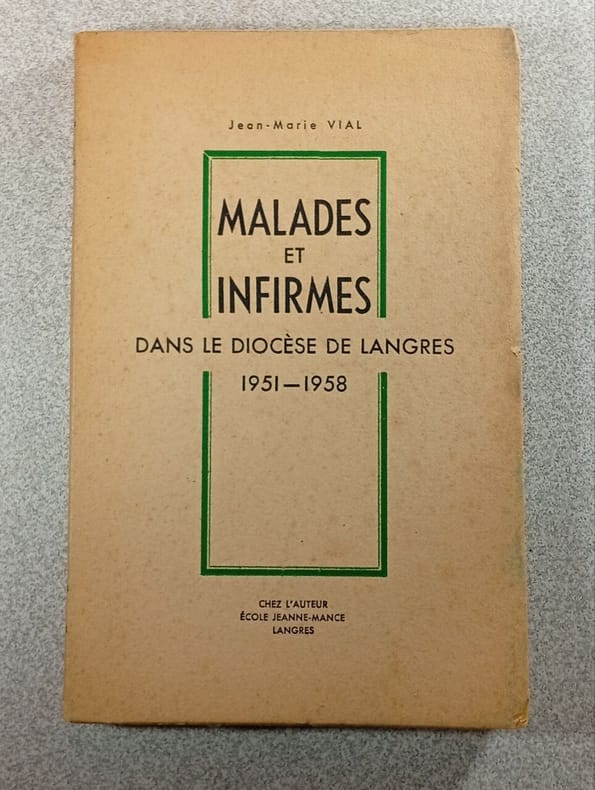 Jean-Marie VIAL
MALADES
ET
INFIRMES
DANS LE DIOCÈSE DE LANGRES
1951—1958
CHEZ L'AUTEUR
ÉCOLE JEANNE-MANCE
LANGRES